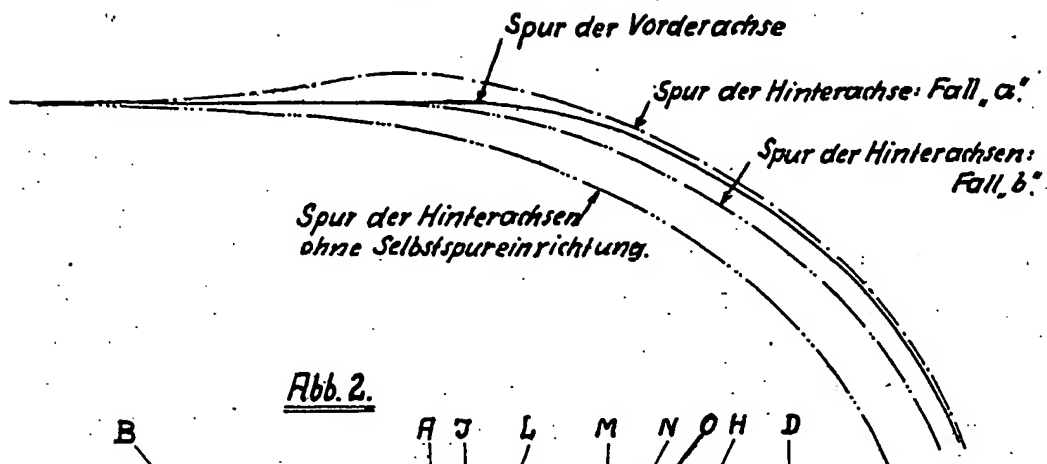 Spur der Vorderachse
Spur der Hinterachse: Fall „a“.
Spur der Hinterachsen:
Fall „b“.
Spur der Hinterachsen
ohne Selbstspureinrichtung.
Abb. 2.
B A J L M N O H D